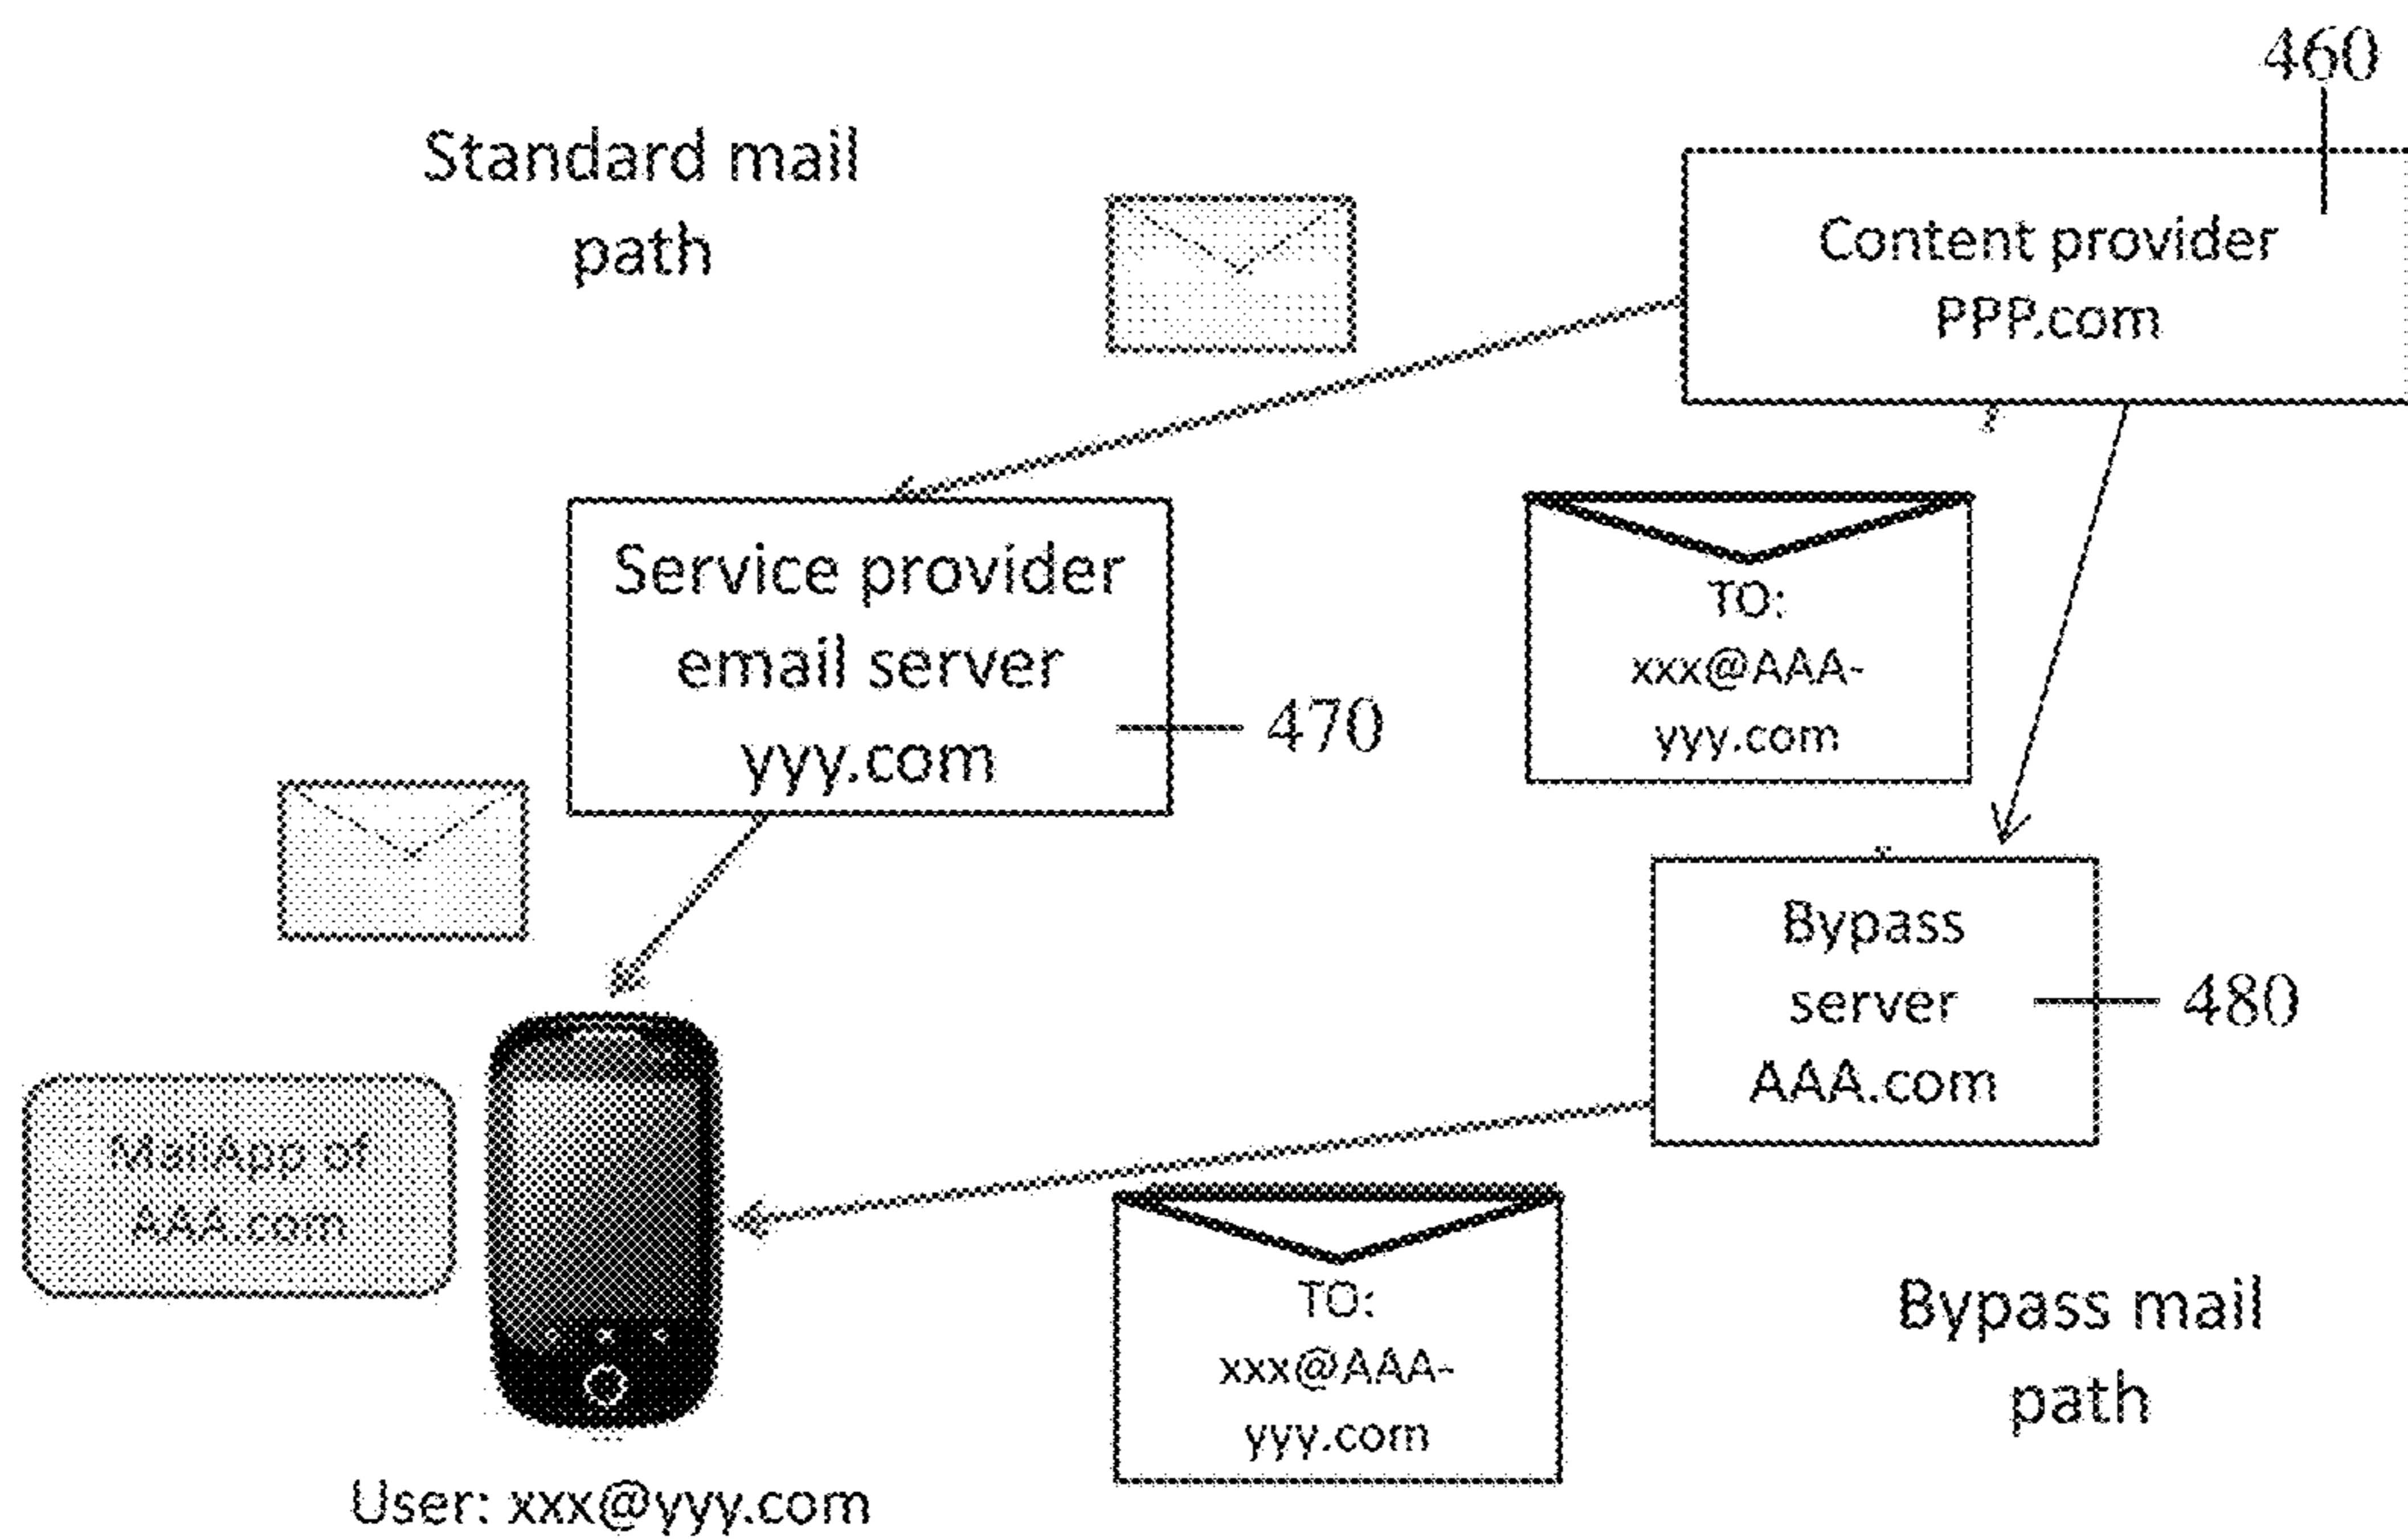 460
Standard mail
path
Content provider
PPP.com
Service provider
email server
yyy.com
470
TO:
xxx@AAA-
yyy.com
Bypass
server
AAA.com
480
MailApp of
AAA.com
TO:
xxx@AAA-
yyy.com
Bypass mail
path
User: xxx@yyy.com